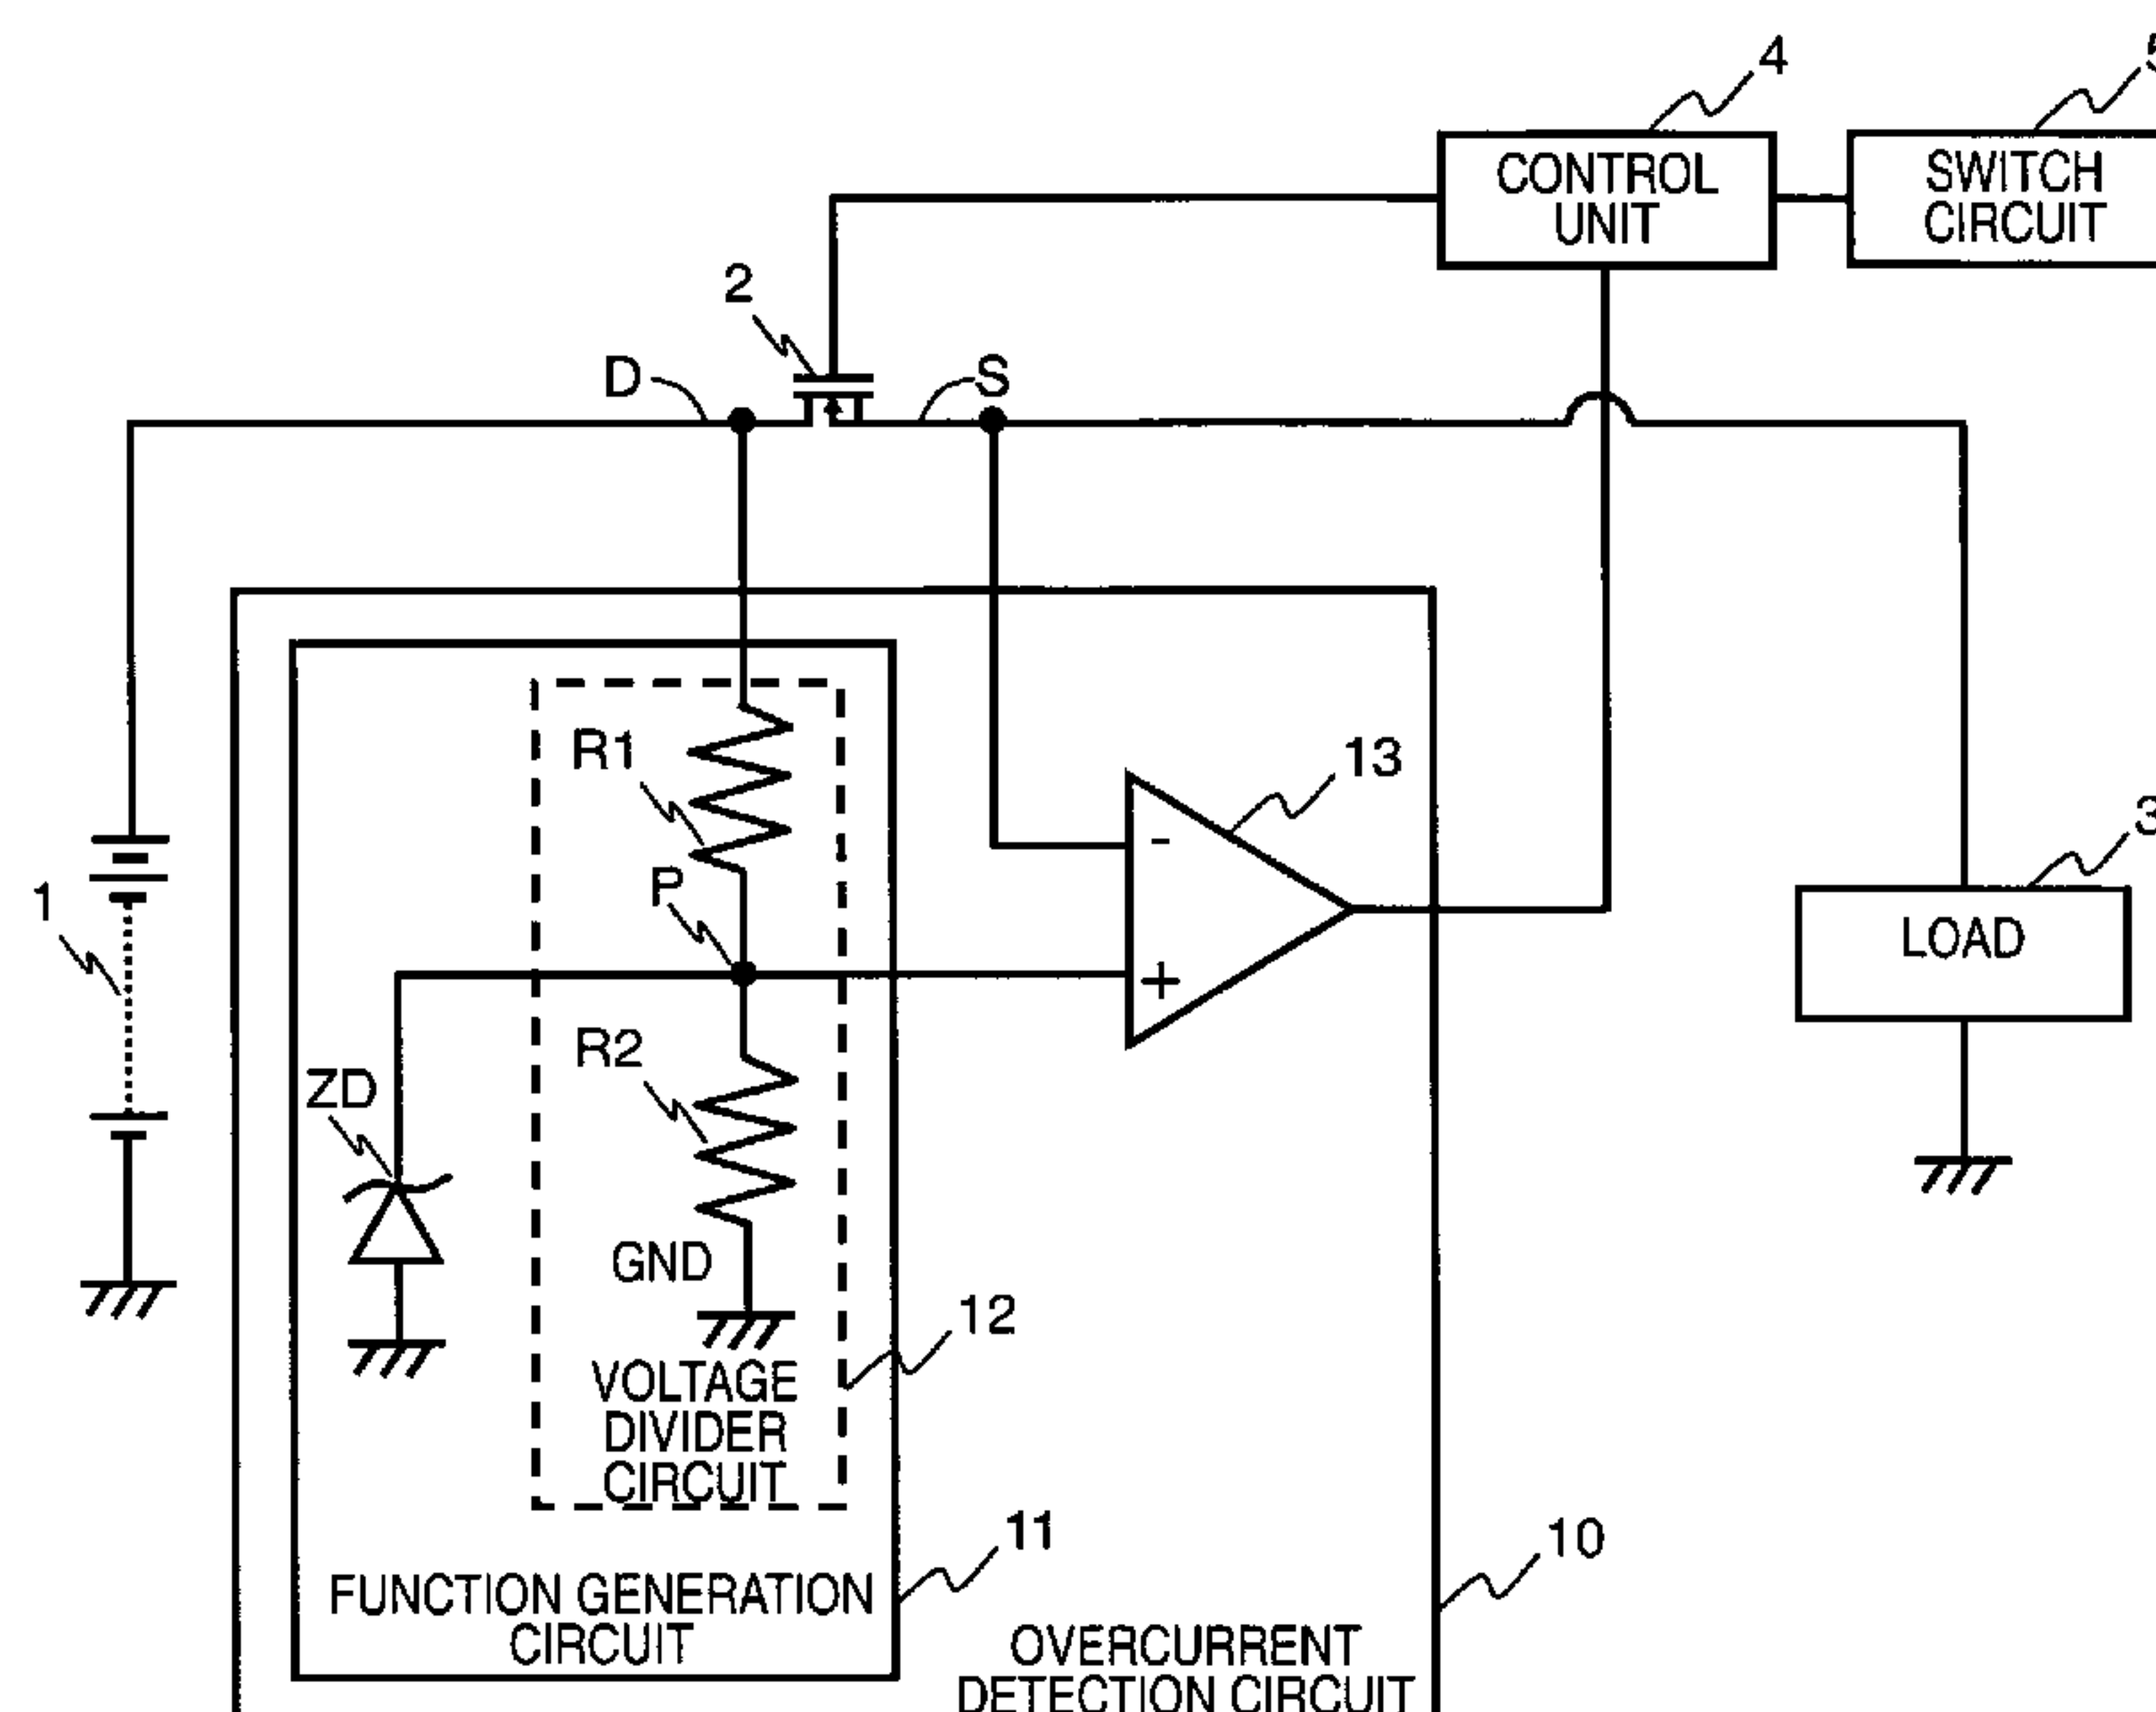 4
CONTROL
UNIT
SWITCH
CIRCUIT
2
D
S
R1
13
P
-
+
1
3
LOAD
R2
ZD
GND
12
VOLTAGE
DIVIDER
CIRCUIT
11
10
FUNCTION GENERATION
CIRCUIT
OVERCURRENT
DETECTION CIRCUIT